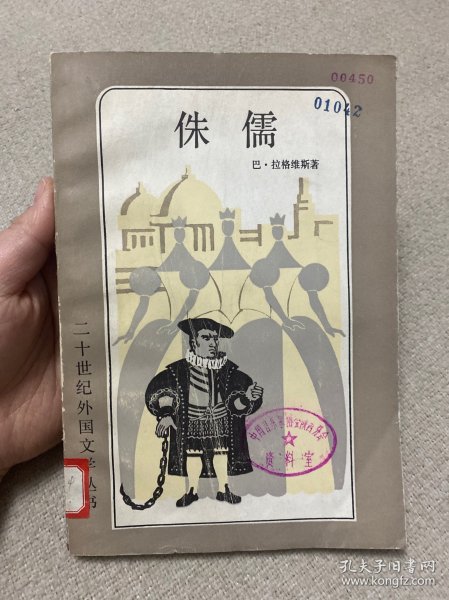 00450
01042
侏儒
巴·拉格维斯著
二十世纪外国文学丛书
资料室
孔夫子旧书网
www.kongfz.com